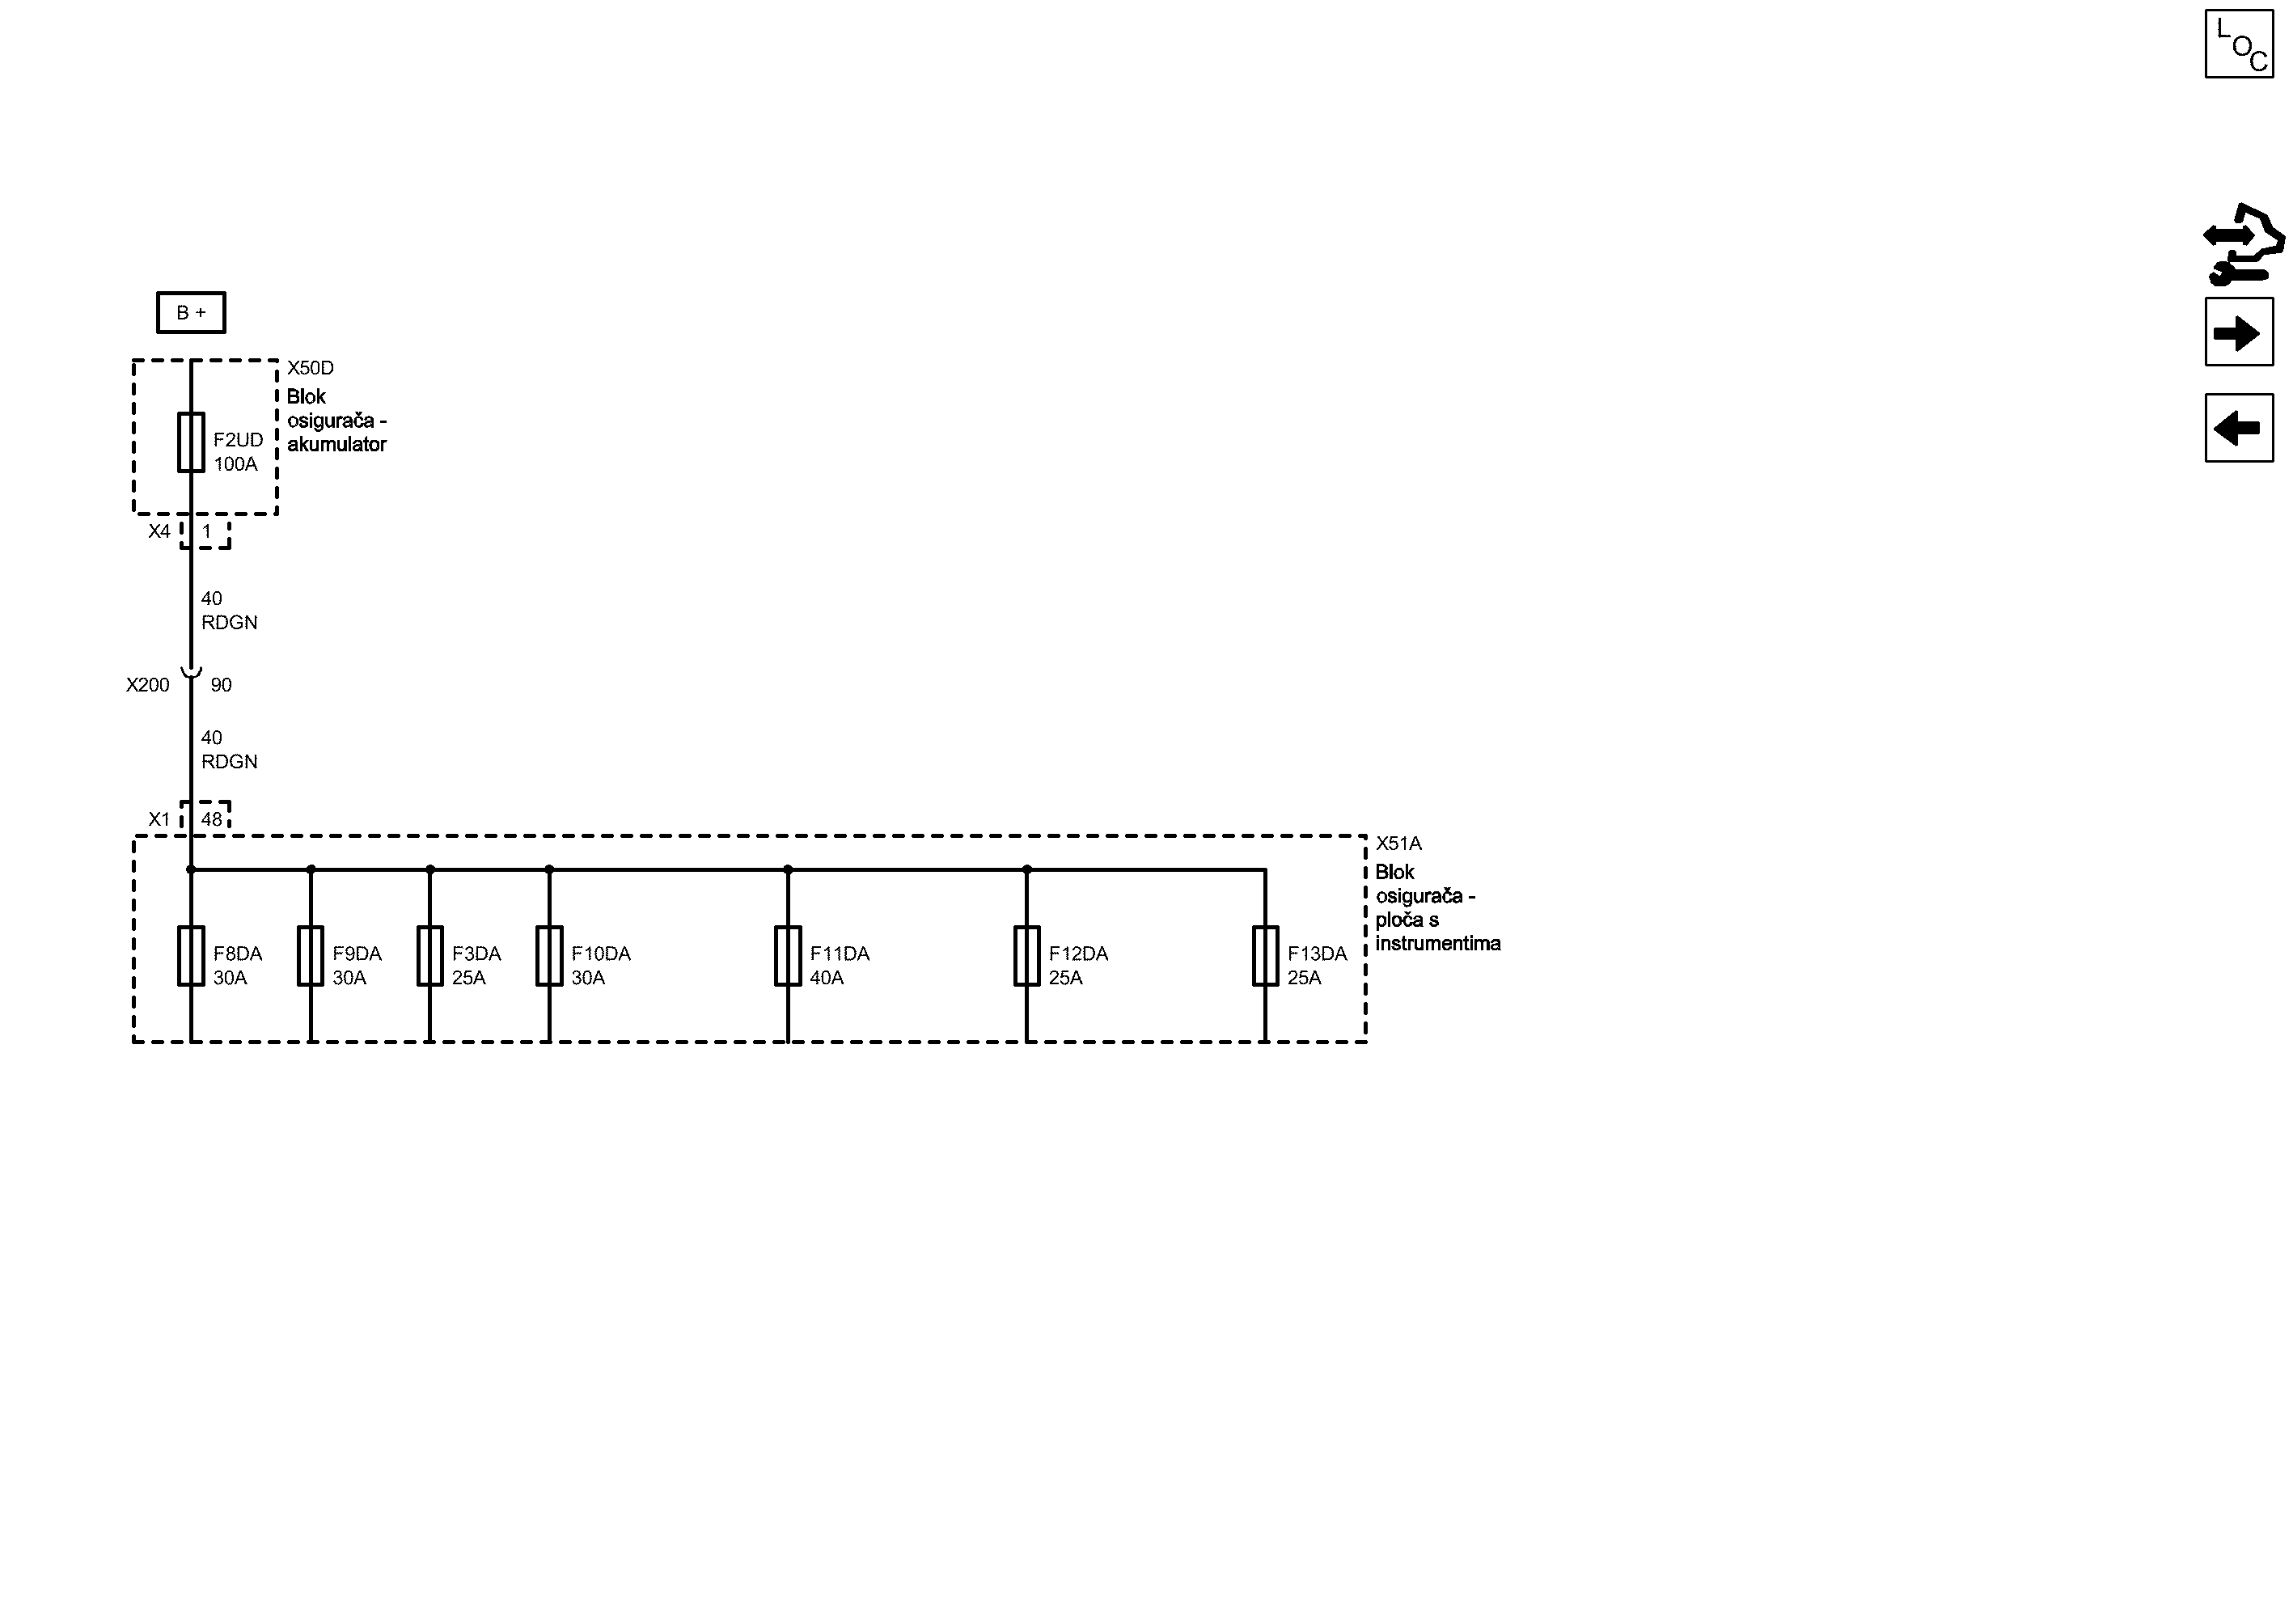 LOC
B +
X50D
Blok
osigurača -
akumulator
F2UD
100A
X4
1
40
RDGN
X200
90
40
RDGN
X1
48
X51A
Blok
osigurača -
ploča s
instrumentima
F8DA
30A
F9DA
30A
F3DA
25A
F10DA
30A
F11DA
40A
F12DA
25A
F13DA
25A